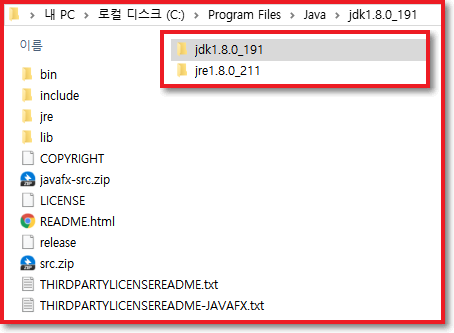 내 PC > 로컬 디스크 (C:) > Program Files > Java > jdk1.8.0_191
이름
jdk1.8.0_191
jre1.8.0_211
bin
include
jre
lib
COPYRIGHT
javafx-src.zip
LICENSE
README.html
release
src.zip
THIRDPARTYLICENSEREADME.txt
THIRDPARTYLICENSEREADME-JAVAFX.txt